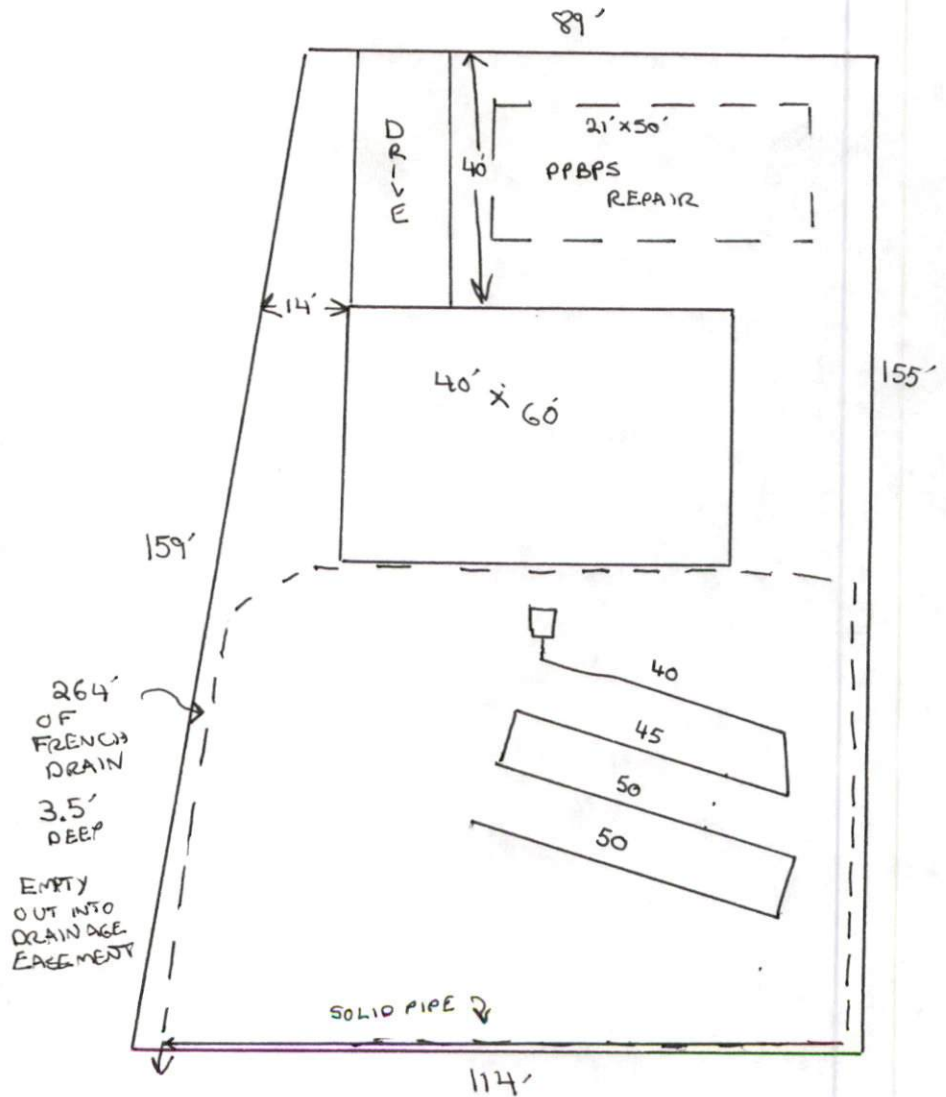 89'
DRIVE
40'
21'x50'
PPBPS
REPAIR
14'
40' x 60'
155'
159'
264'
OF
FRENCH
DRAIN
3.5'
DEEP
EMPTY
OUT INTO
DRAINAGE
EASEMENT
40
45
50
50
SOLID PIPE
114'